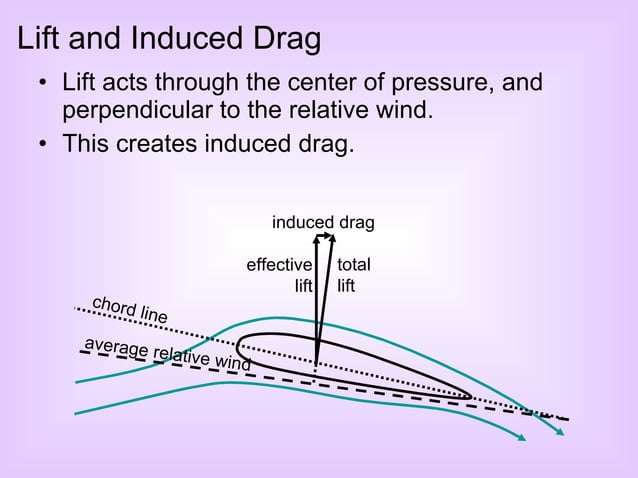 Lift and Induced Drag
• Lift acts through the center of pressure, and
perpendicular to the relative wind.
• This creates induced drag.
induced drag
effective
lift
total
lift
chord line
average relative wind